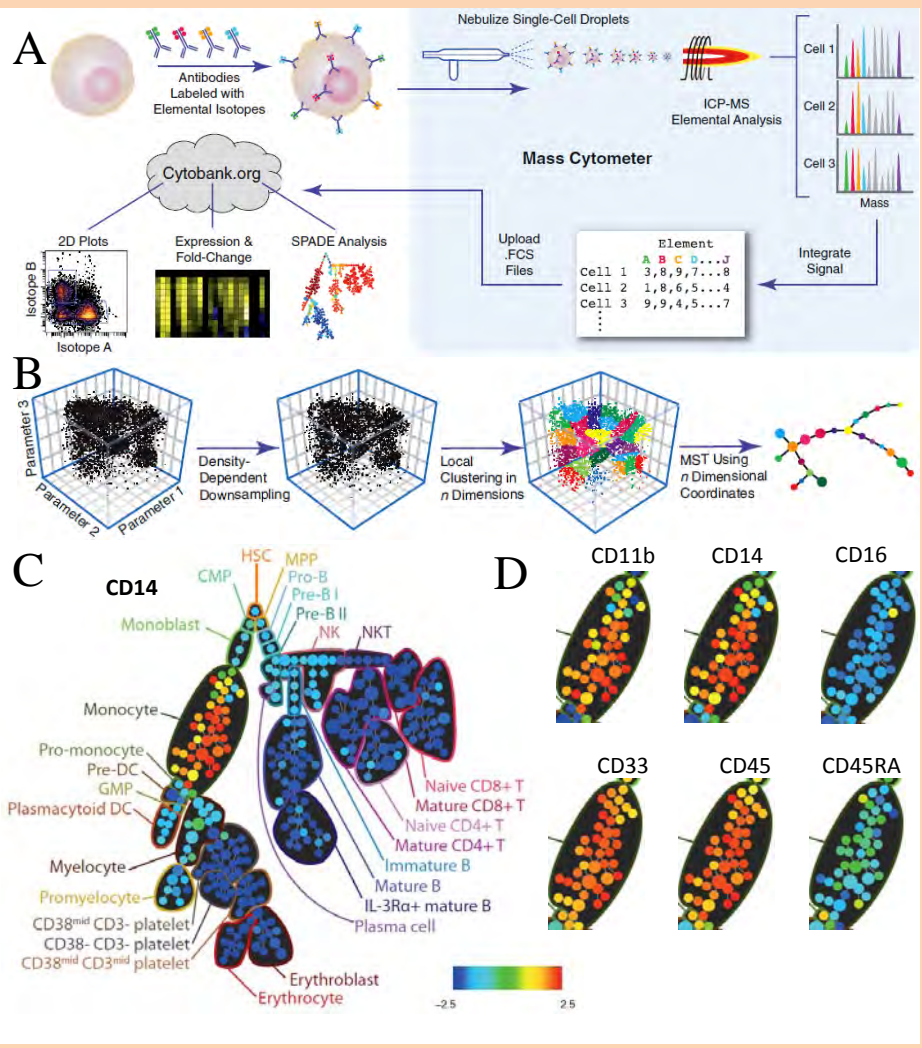 A
Antibodies
Labeled with
Elemental Isotopes
Nebulize Single-Cell Droplets
ICP-MS
Elemental Analysis
Cell 1
Cell 2
Cell 3
Mass
Mass Cytometer
Integrate
Signal
Element
A B C D...J
Cell 1 3,8,9,7...8
Cell 2 1,8,6,5...4
Cell 3 9,9,4,5...7
Upload
.FCS
Files
Cytobank.org
2D Plots
Isotope B
Isotope A
Expression &
Fold-Change
SPADE Analysis
B
Parameter 3
Parameter 2
Parameter 1
Density-
Dependent
Downsampling
Local
Clustering in
n Dimensions
MST Using
n Dimensional
Coordinates
C
CD14
HSC
MPP
CMP
Pro-B
Pre-B I
Pre-B II
Monoblast
NK
NKT
Monocyte
Pro-monocyte
Pre-DC
GMP
Plasmacytoid DC
Myelocyte
Promyelocyte
CD38mid CD3- platelet
CD38- CD3- platelet
CD38mid CD3mid platelet
Naive CD8+ T
Mature CD8+ T
Naive CD4+ T
Mature CD4+ T
Immature B
Mature B
IL-3Rα+ mature B
Plasma cell
Erythroblast
Erythrocyte
-2.5
2.5
D
CD11b
CD14
CD16
CD33
CD45
CD45RA